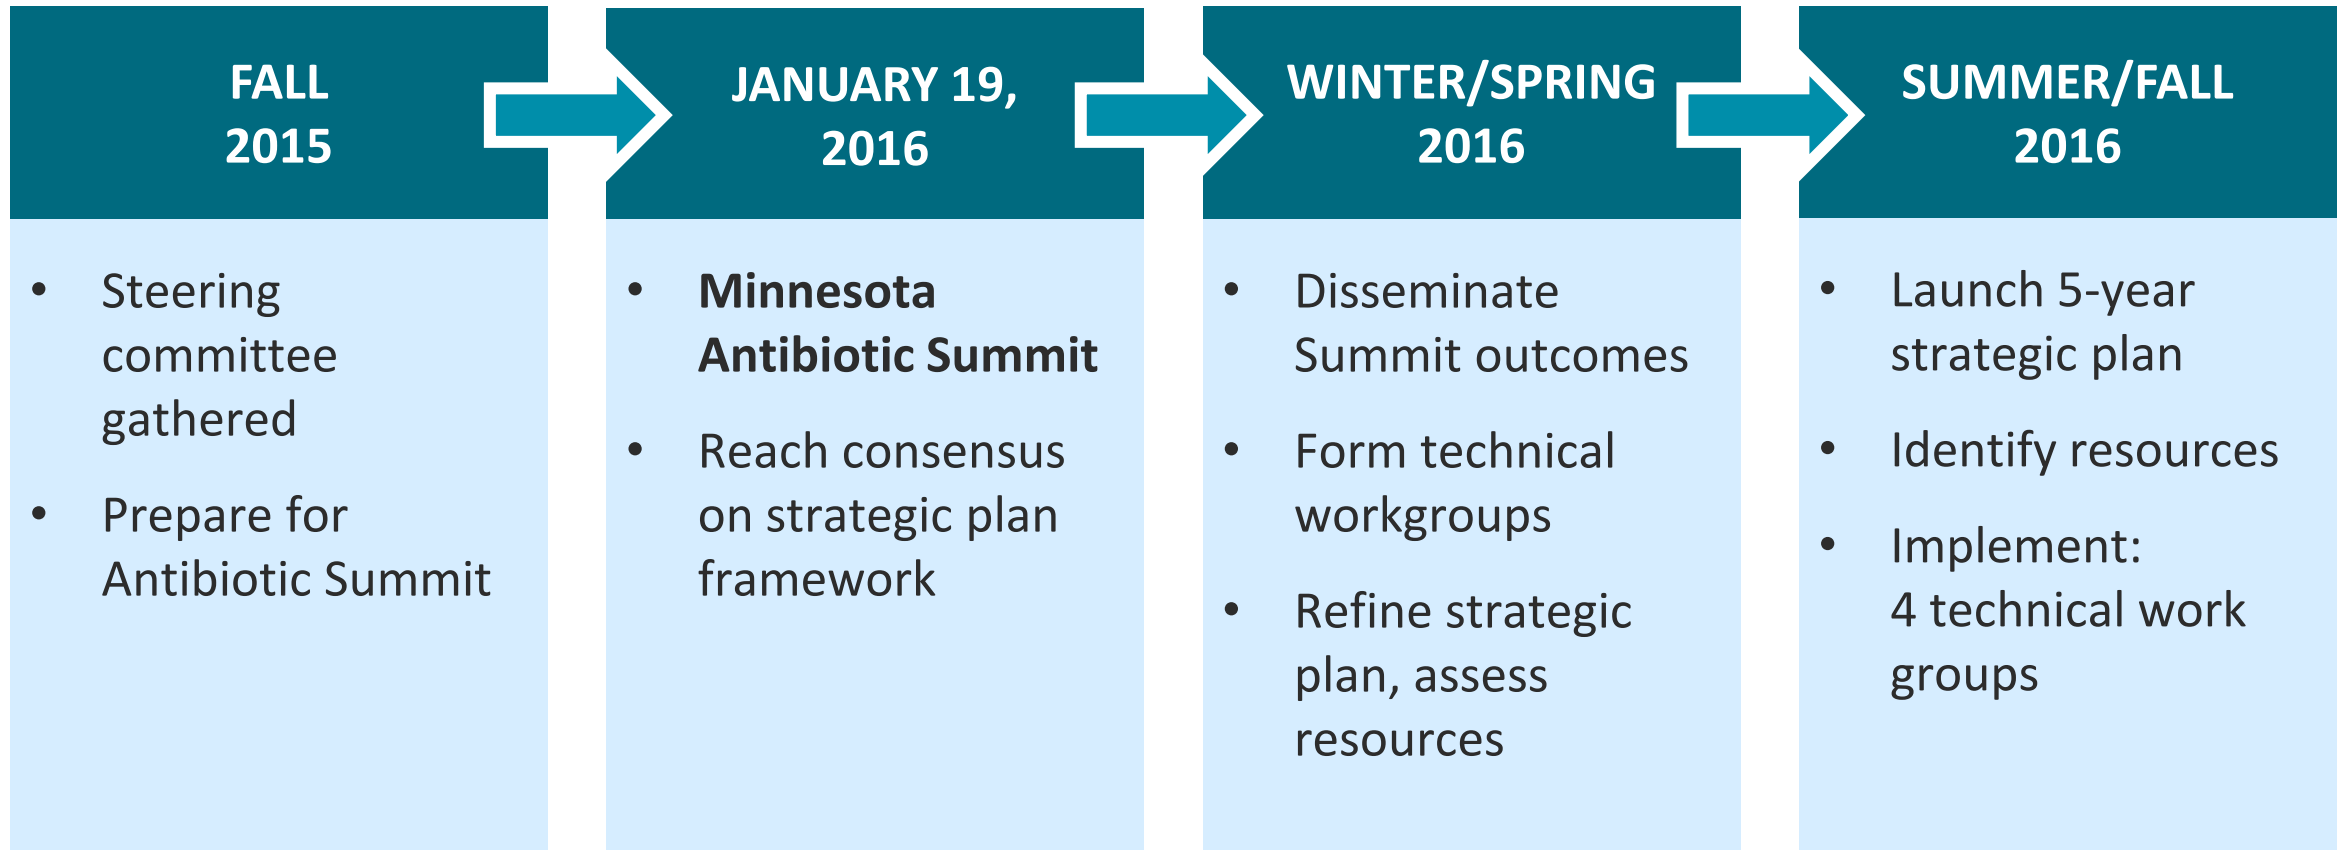 FALL
2015
• Steering
committee
gathered
• Prepare for
Antibiotic Summit
JANUARY 19,
2016
• Minnesota
Antibiotic Summit
• Reach consensus
on strategic plan
framework
WINTER/SPRING
2016
• Disseminate
Summit outcomes
• Form technical
workgroups
• Refine strategic
plan, assess
resources
SUMMER/FALL
2016
• Launch 5-year
strategic plan
• Identify resources
• Implement:
4 technical work
groups